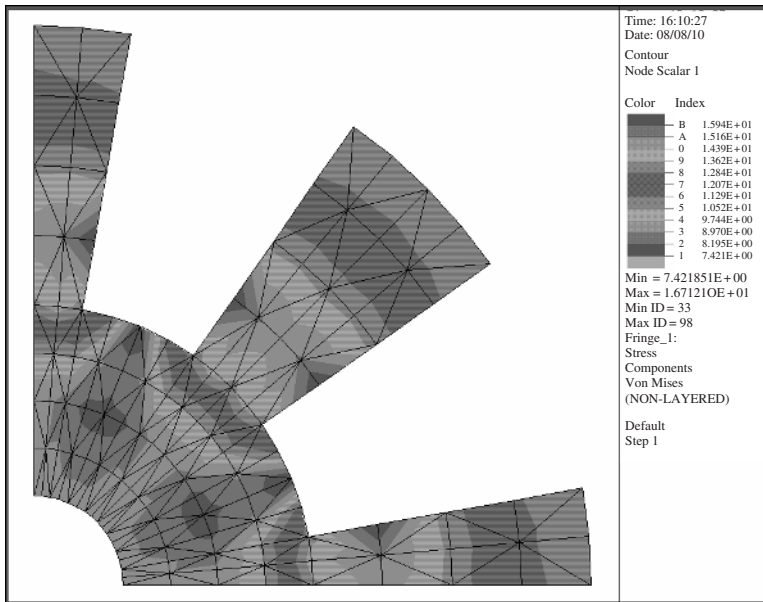 Time: 16:10:27
Date: 08/08/10
Contour
Node Scalar 1
Color Index
B 1.594E+01
A 1.516E+01
0 1.439E+01
9 1.362E+01
8 1.284E+01
7 1.207E+01
6 1.129E+01
5 1.052E+01
4 9.744E+00
3 8.970E+00
2 8.195E+00
1 7.421E+00
Min = 7.421851E+00
Max = 1.67121OE+01
Min ID = 33
Max ID = 98
Fringe_1:
Stress
Components
Von Mises
(NON-LAYERED)
Default
Step 1